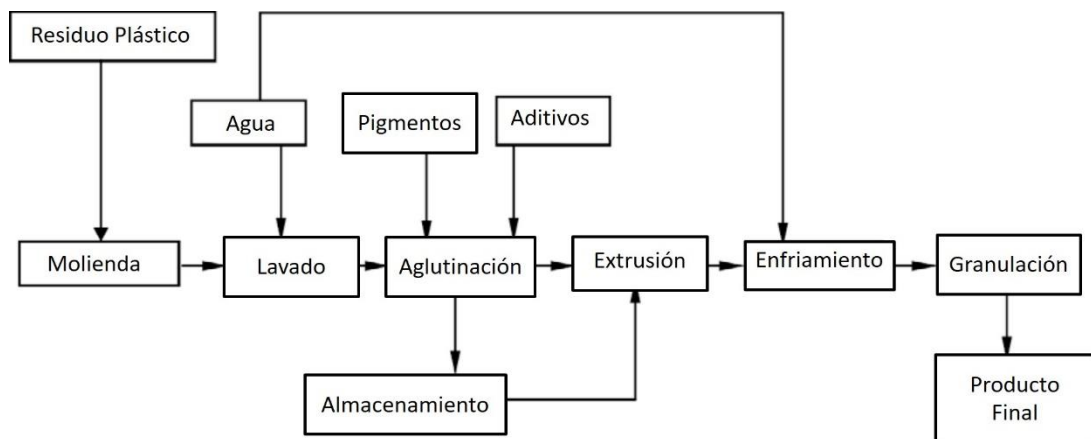 Residuo Plástico
Agua
Pigmentos
Aditivos
Molienda
Lavado
Aglutinación
Extrusión
Enfriamiento
Granulación
Almacenamiento
Producto
Final